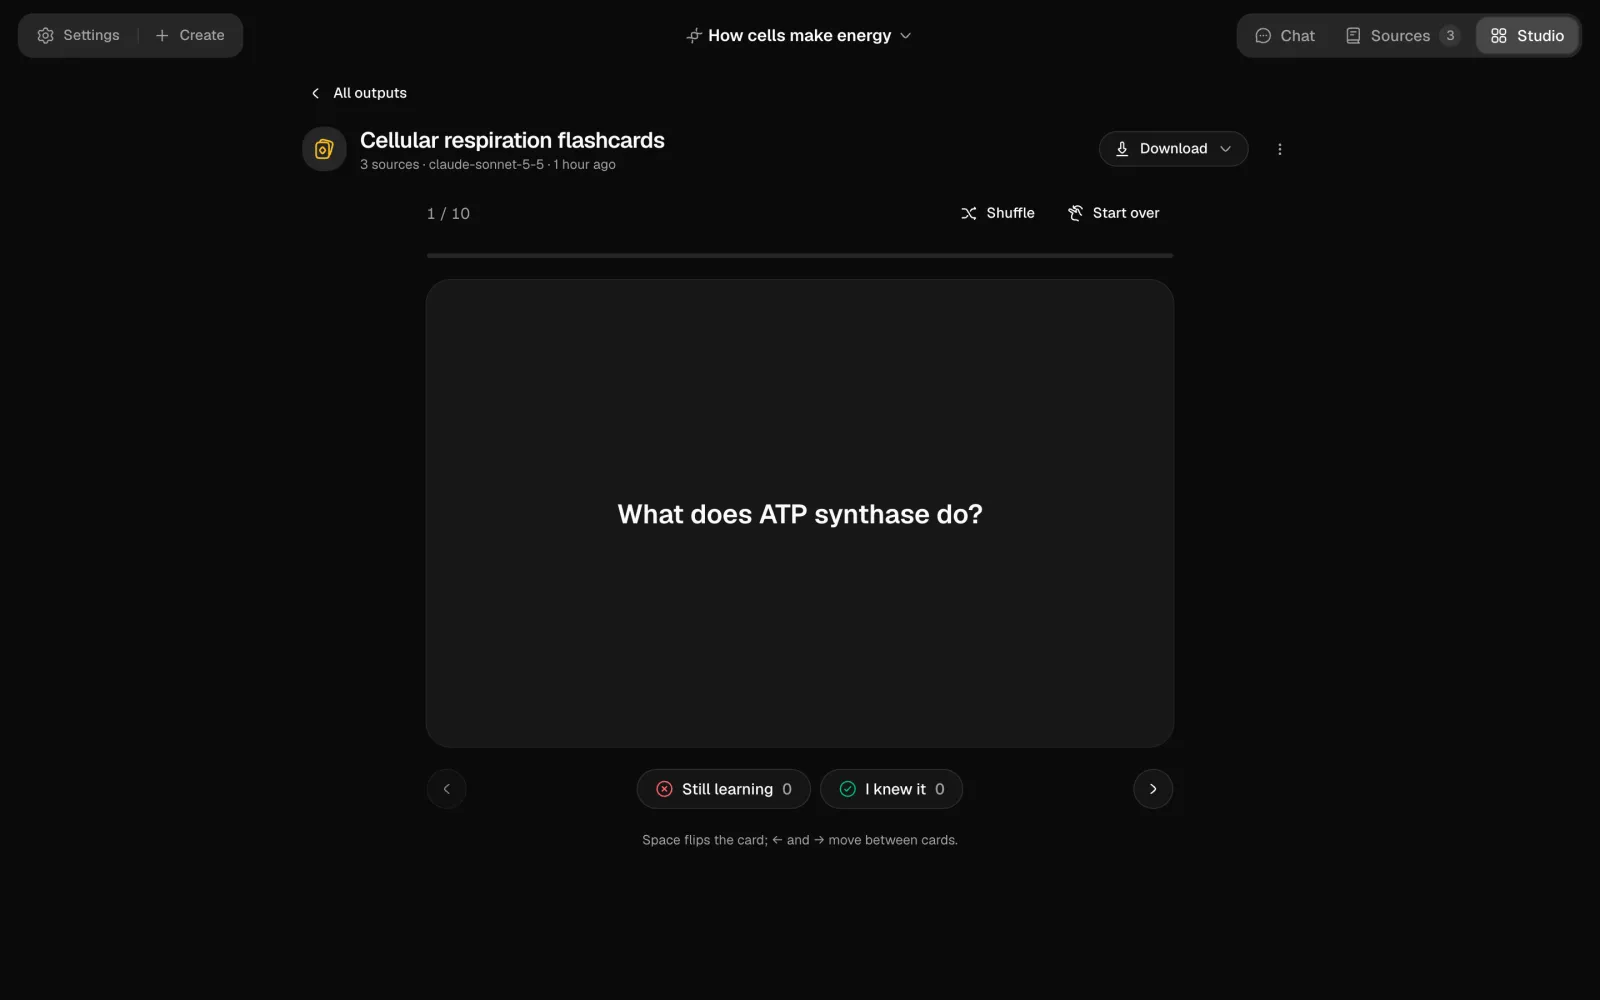 Settings
Create
How cells make energy
Chat
Sources 3
Studio
All outputs
Cellular respiration flashcards
3 sources · claude-sonnet-5-5 · 1 hour ago
Download
1 / 10
Shuffle
Start over
What does ATP synthase do?
Still learning 0
I knew it 0
Space flips the card; ← and → move between cards.